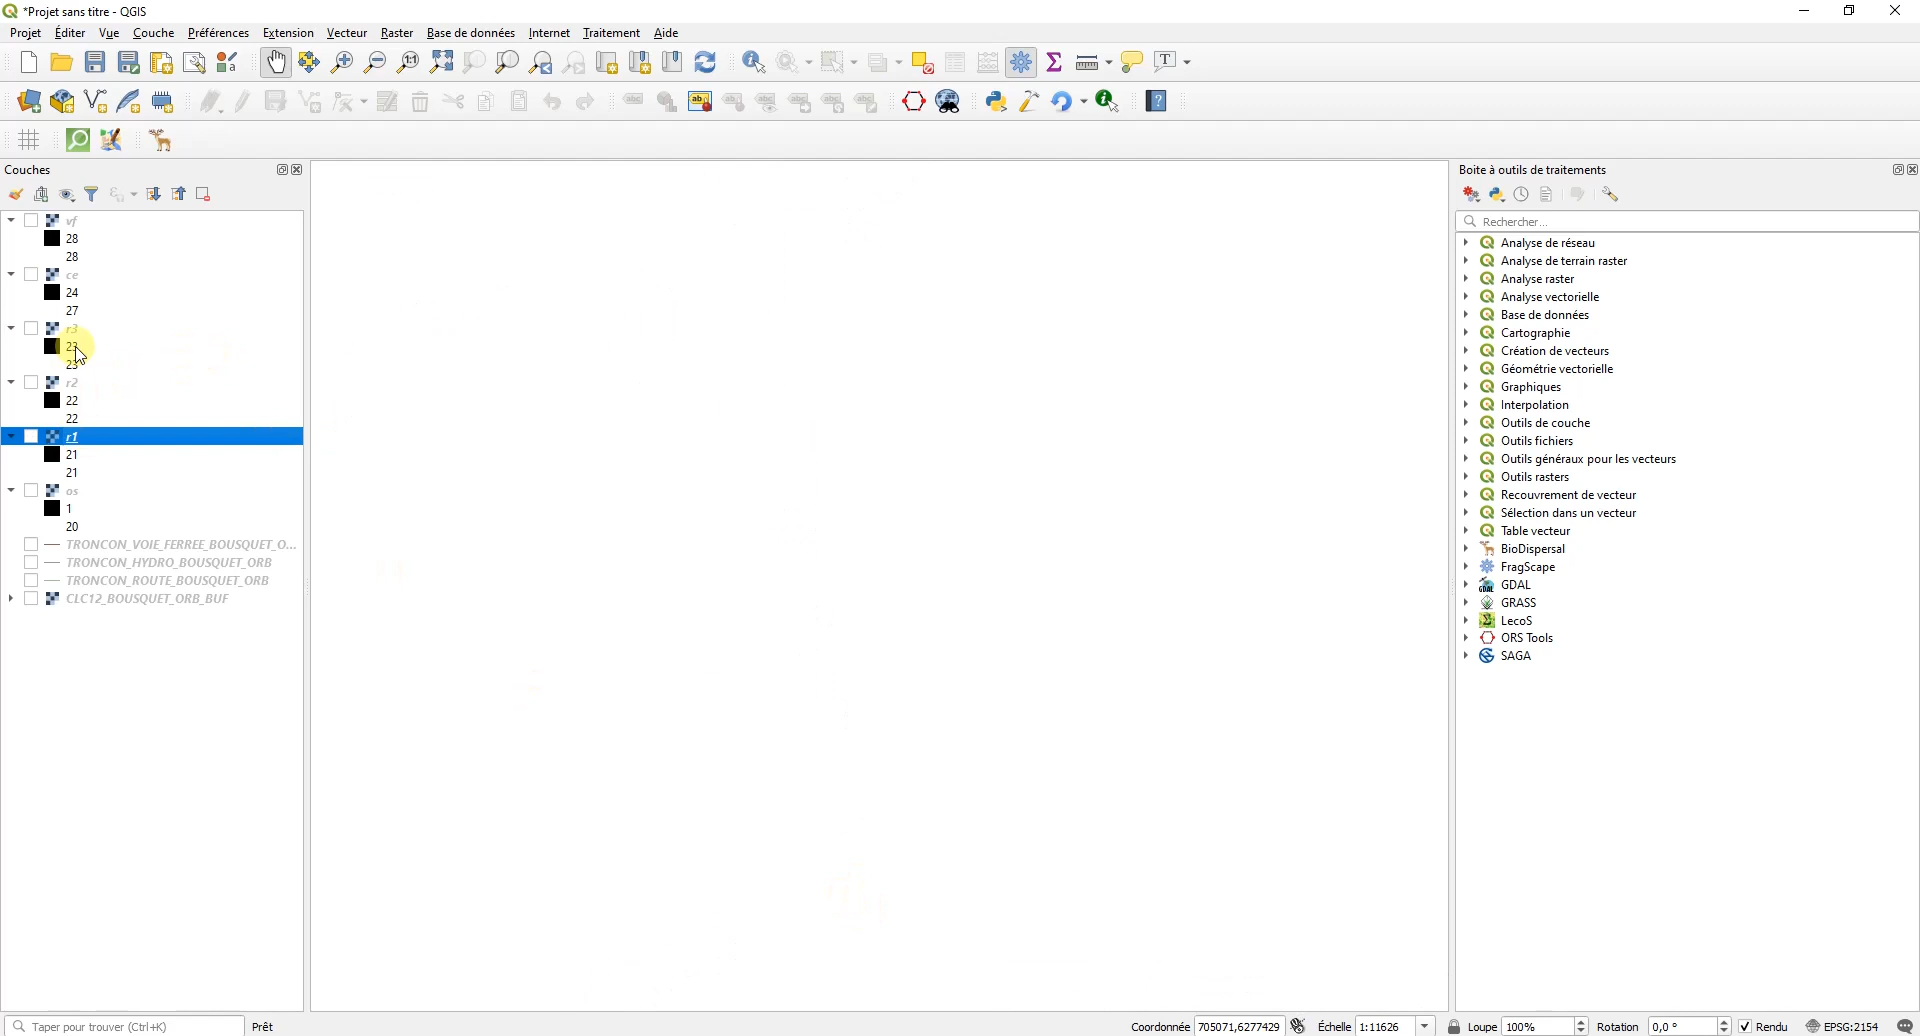 *Projet sans titre - QGIS
Projet Éditer Vue Couche Préférences Extension Vecteur Raster Base de données Internet Traitement Aide
Couches
vf
28
28
ce
24
27
r3
23
23
r2
22
22
r1
21
21
os
1
20
TRONCON_VOIE_FERREE_BOUSQUET_O...
TRONCON_HYDRO_BOUSQUET_ORB
TRONCON_ROUTE_BOUSQUET_ORB
CLC12_BOUSQUET_ORB_BUF
Boite à outils de traitements
Rechercher...
Analyse de réseau
Analyse de terrain raster
Analyse raster
Analyse vectorielle
Base de données
Cartographie
Création de vecteurs
Géométrie vectorielle
Graphiques
Interpolation
Outils de couche
Outils fichiers
Outils généraux pour les vecteurs
Outils rasters
Recouvrement de vecteur
Sélection dans un vecteur
Table vecteur
BioDispersal
FragScape
GDAL
GRASS
LecoS
ORS Tools
SAGA
Taper pour trouver (Ctrl+K) Prêt Coordonnée 705071,6277429 Échelle 1:11626 Loupe 100% Rotation 0,0 ° Rendu EPSG:2154